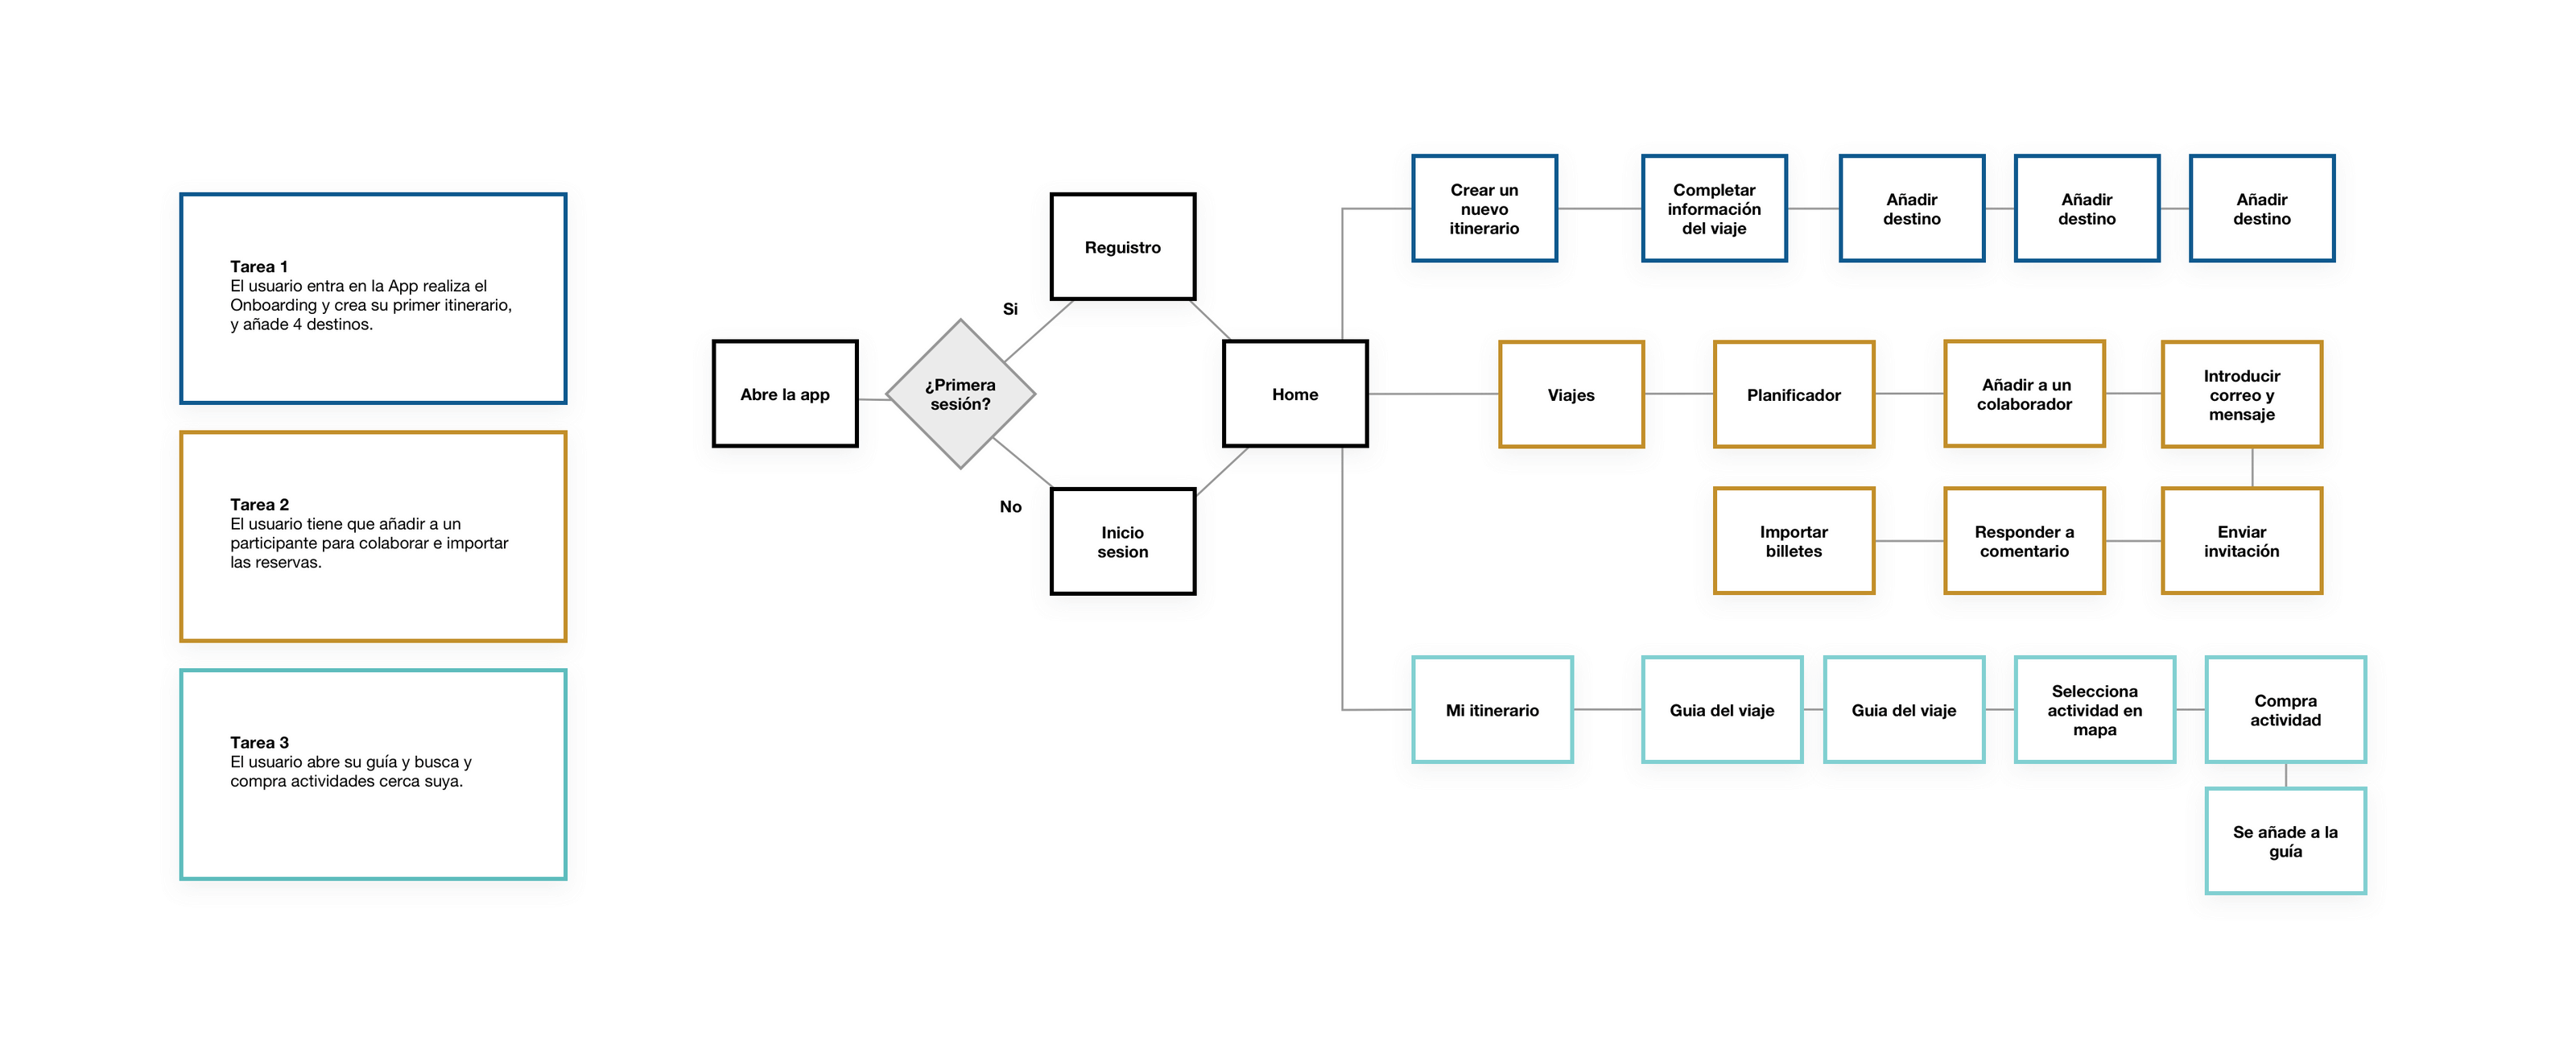 Tarea 1
El usuario entra en la App realiza el
Onboarding y crea su primer itinerario,
y añade 4 destinos.
Tarea 2
El usuario tiene que añadir a un
participante para colaborar e importar
las reservas.
Tarea 3
El usuario abre su guía y busca y
compra actividades cerca suya.
Abre la app
¿Primera
sesión?
Si
No
Reguistro
Inicio
sesion
Home
Crear un
nuevo
itinerario
Completar
información
del viaje
Añadir
destino
Añadir
destino
Añadir
destino
Viajes
Planificador
Añadir a un
colaborador
Introducir
correo y
mensaje
Enviar
invitación
Responder a
comentario
Importar
billetes
Mi itinerario
Guia del viaje
Guia del viaje
Selecciona
actividad en
mapa
Compra
actividad
Se añade a la
guía